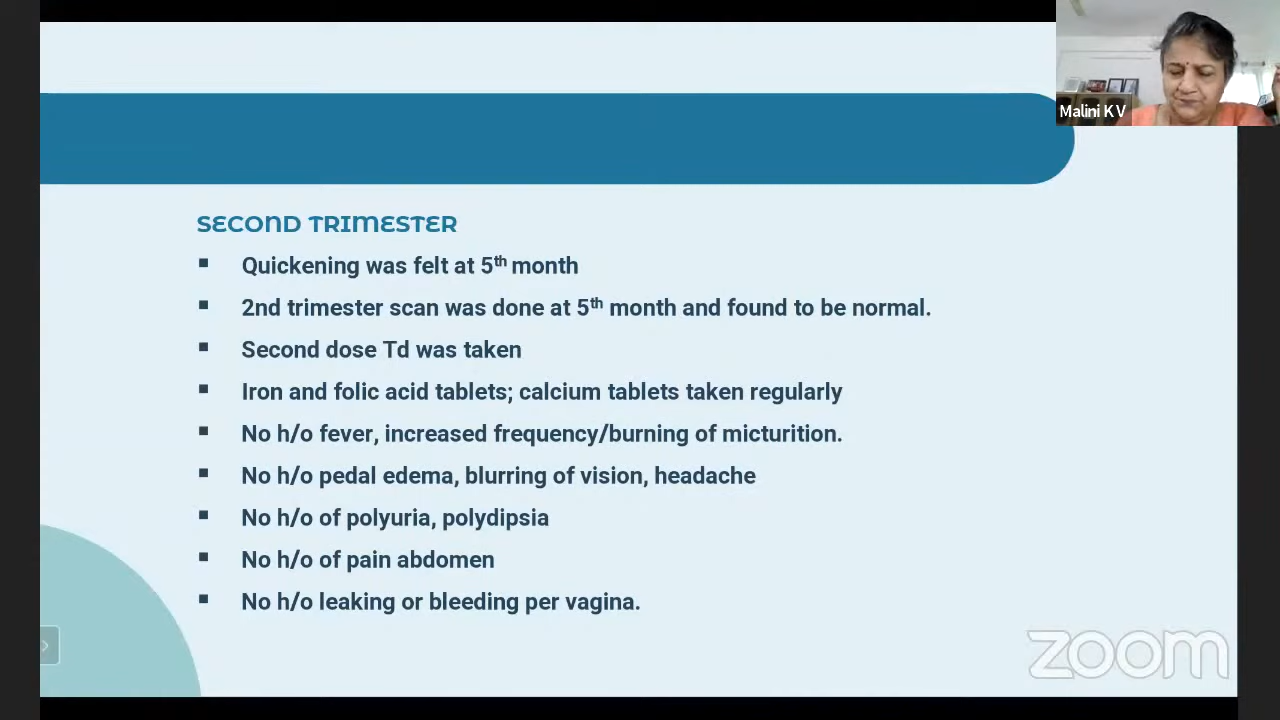 Malini K V
SECOND TRIMESTER
▪ Quickening was felt at 5th month
▪ 2nd trimester scan was done at 5th month and found to be normal.
▪ Second dose Td was taken
▪ Iron and folic acid tablets; calcium tablets taken regularly
▪ No h/o fever, increased frequency/burning of micturition.
▪ No h/o pedal edema, blurring of vision, headache
▪ No h/o of polyuria, polydipsia
▪ No h/o of pain abdomen
▪ No h/o leaking or bleeding per vagina.
zoom